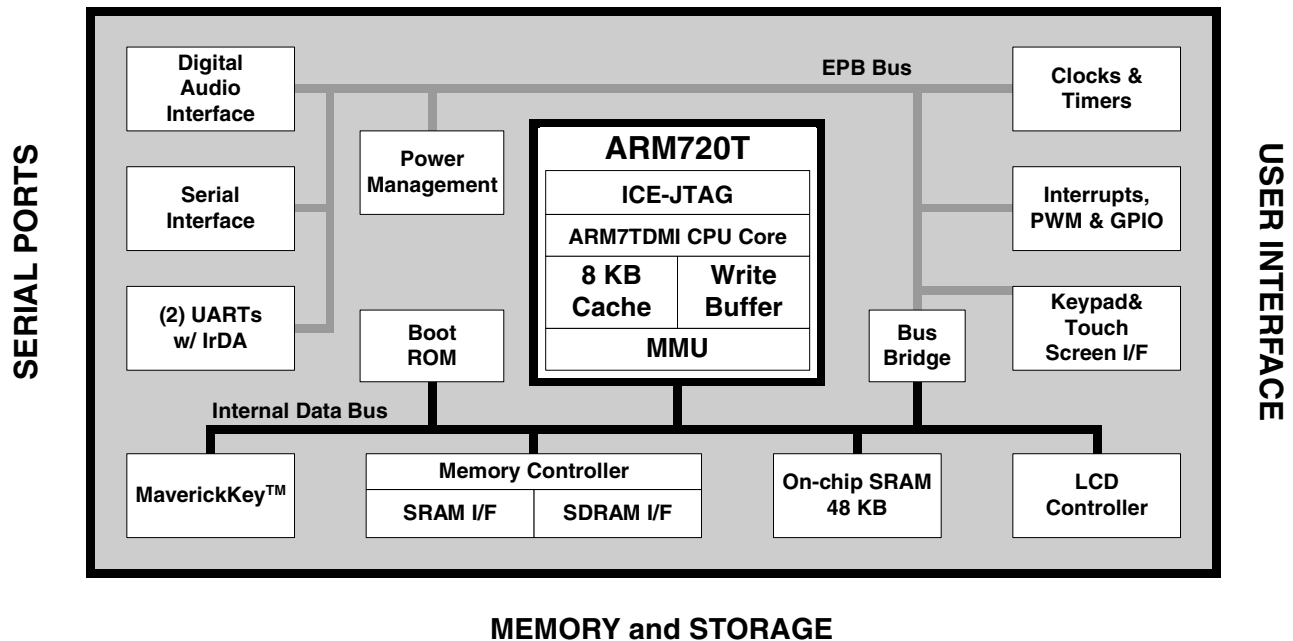 SERIAL PORTS
Digital
Audio
Interface
Serial
Interface
(2) UARTs
w/ IrDA
EPB Bus
Power
Management
Boot
ROM
ARM720T
ICE-JTAG
ARM7TDMI CPU Core
8 KB
Cache
Write
Buffer
MMU
Bus
Bridge
Clocks &
Timers
Interrupts,
PWM & GPIO
Keypad&
Touch
Screen I/F
USER INTERFACE
Internal Data Bus
MaverickKey™
Memory Controller
SRAM I/F
SDRAM I/F
On-chip SRAM
48 KB
LCD
Controller
MEMORY and STORAGE